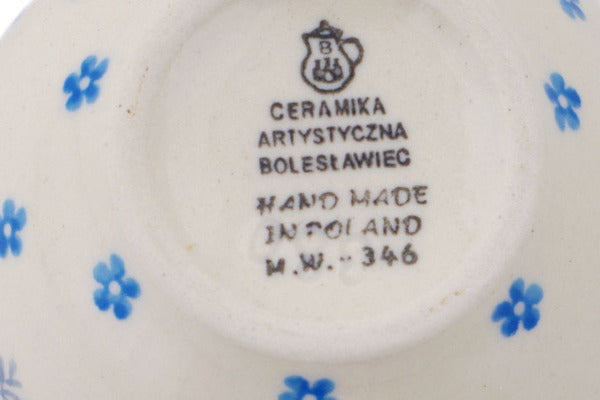 B
CERAMIKA
ARTYSTYCZNA
BOLESŁAWIEC
HAND MADE
IN POLAND
M.W.- 346